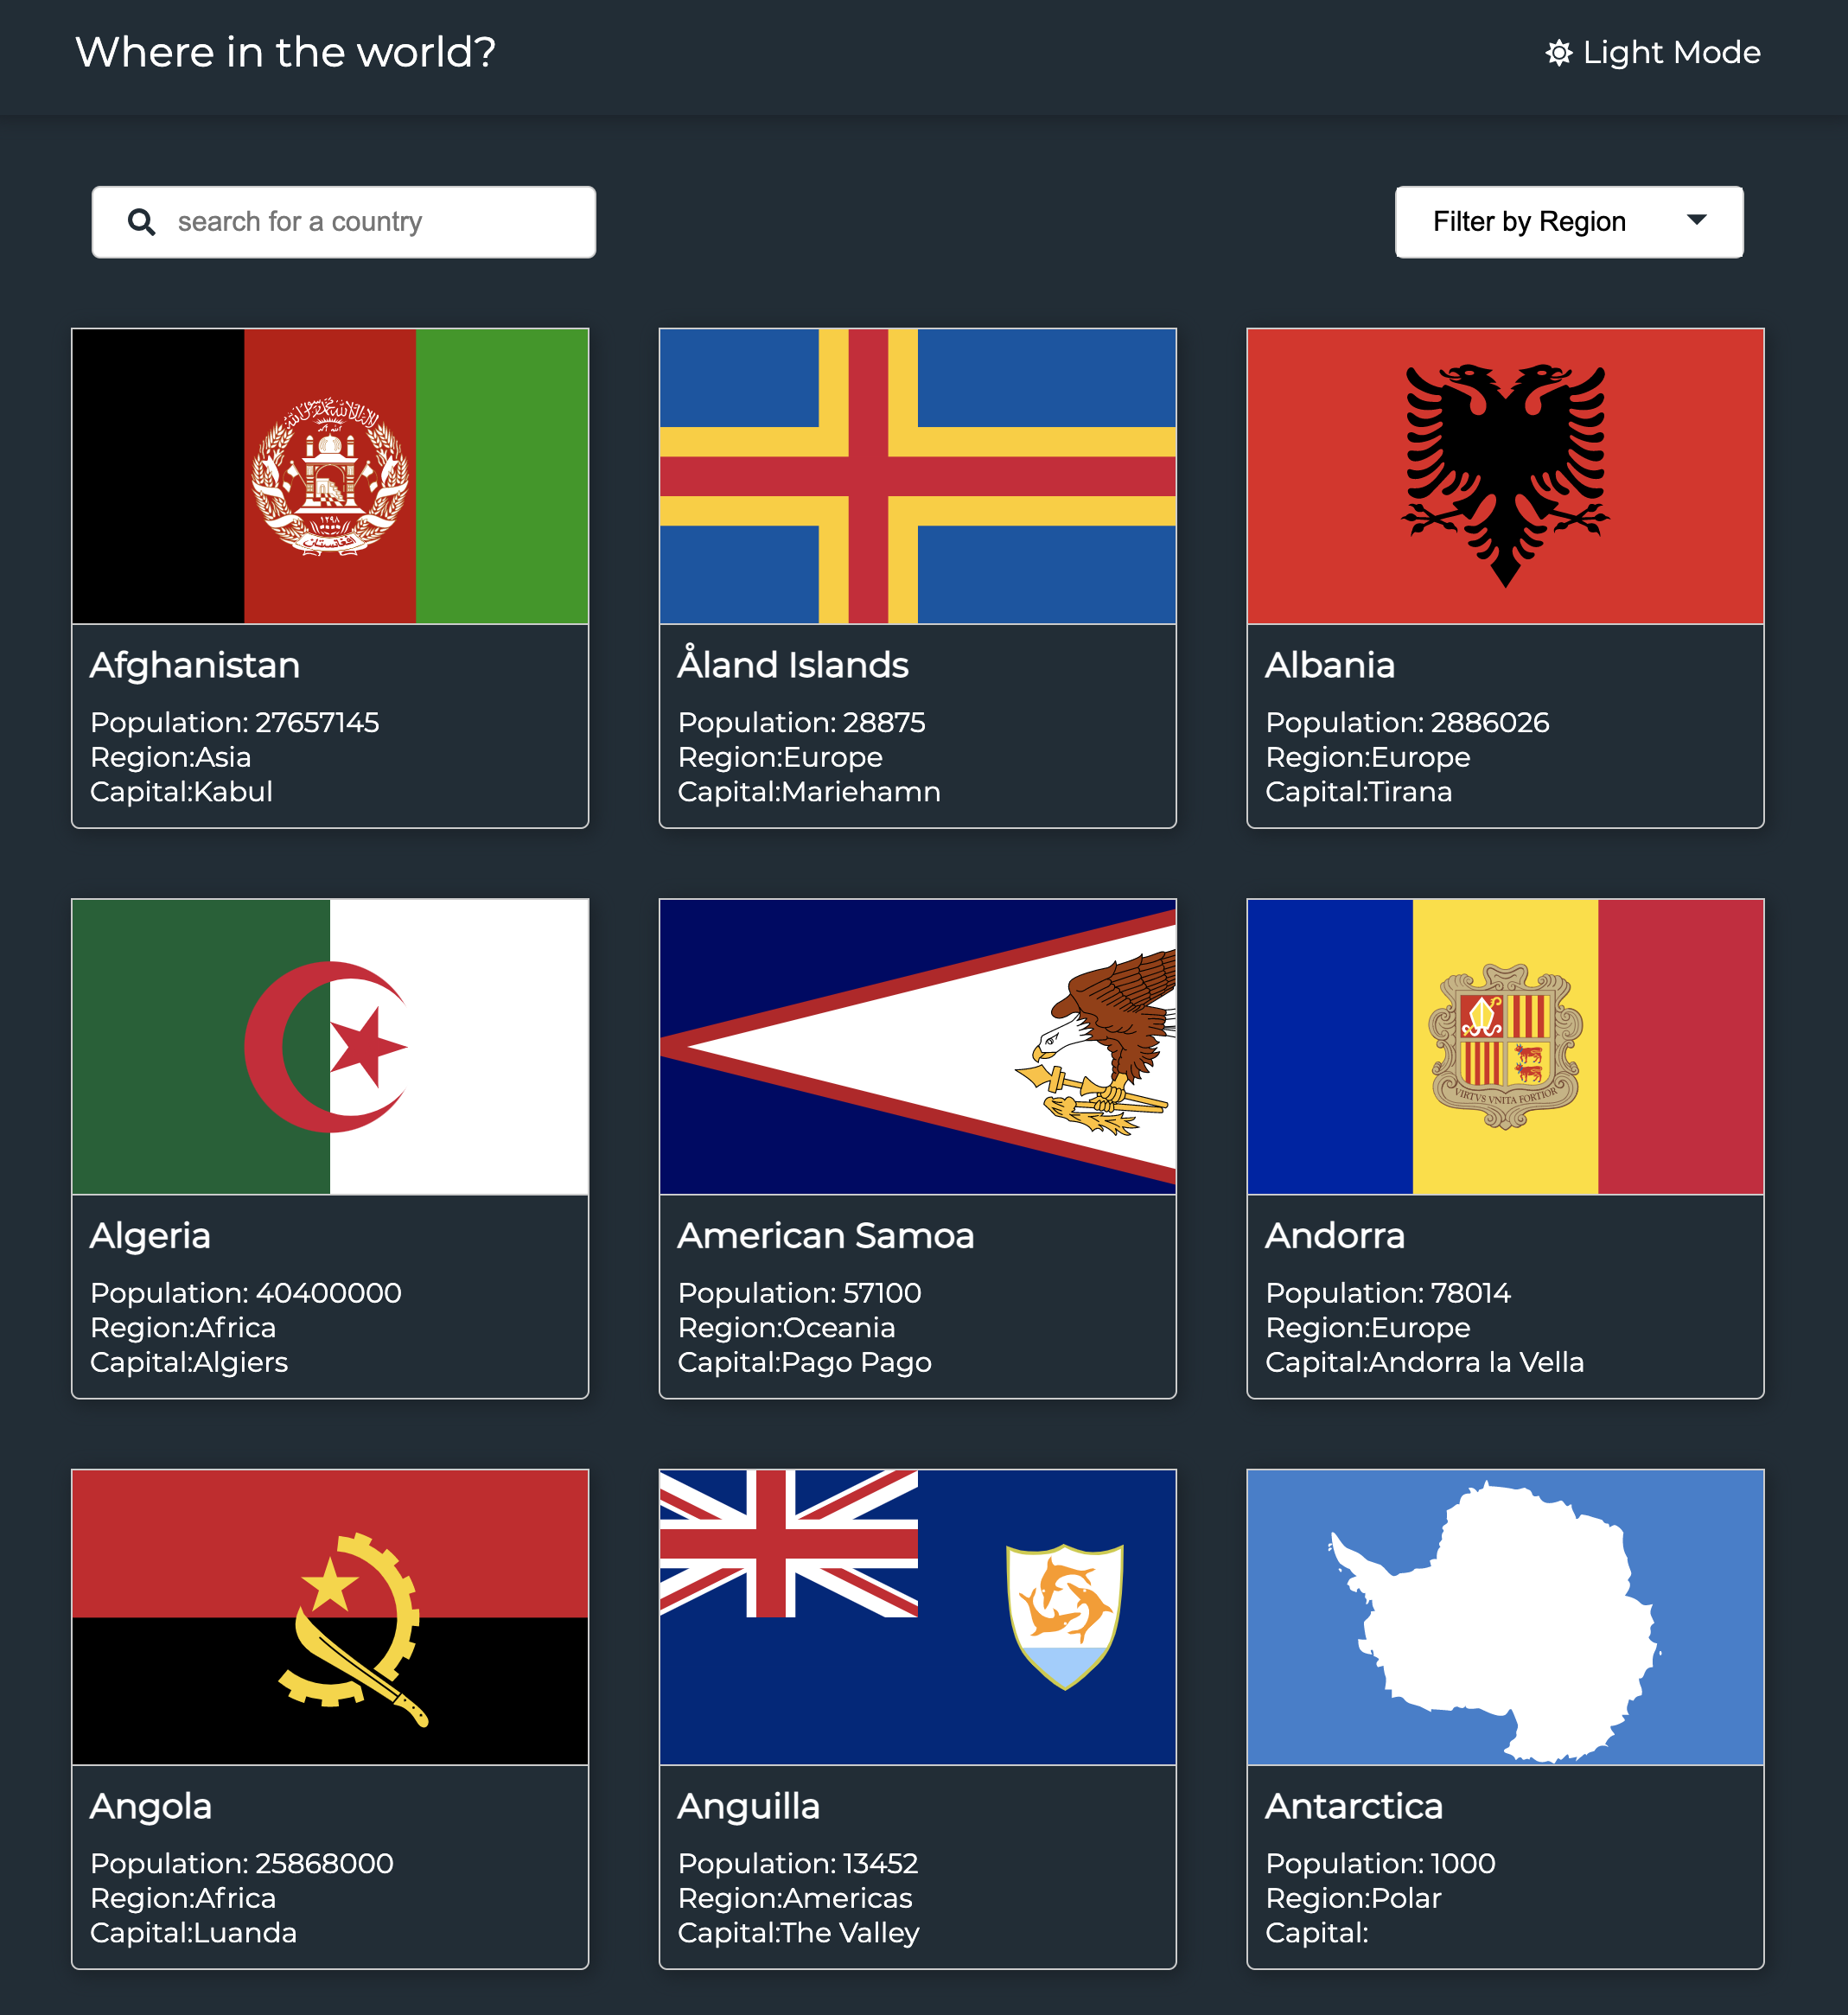 Where in the world?
Light Mode
search for a country
Filter by Region
Afghanistan
Population: 27657145
Region:Asia
Capital:Kabul
Åland Islands
Population: 28875
Region:Europe
Capital:Mariehamn
Albania
Population: 2886026
Region:Europe
Capital:Tirana
Algeria
Population: 40400000
Region:Africa
Capital:Algiers
American Samoa
Population: 57100
Region:Oceania
Capital:Pago Pago
VIRTVS VNITA FORTIOR
Andorra
Population: 78014
Region:Europe
Capital:Andorra la Vella
Angola
Population: 25868000
Region:Africa
Capital:Luanda
Anguilla
Population: 13452
Region:Americas
Capital:The Valley
Antarctica
Population: 1000
Region:Polar
Capital: